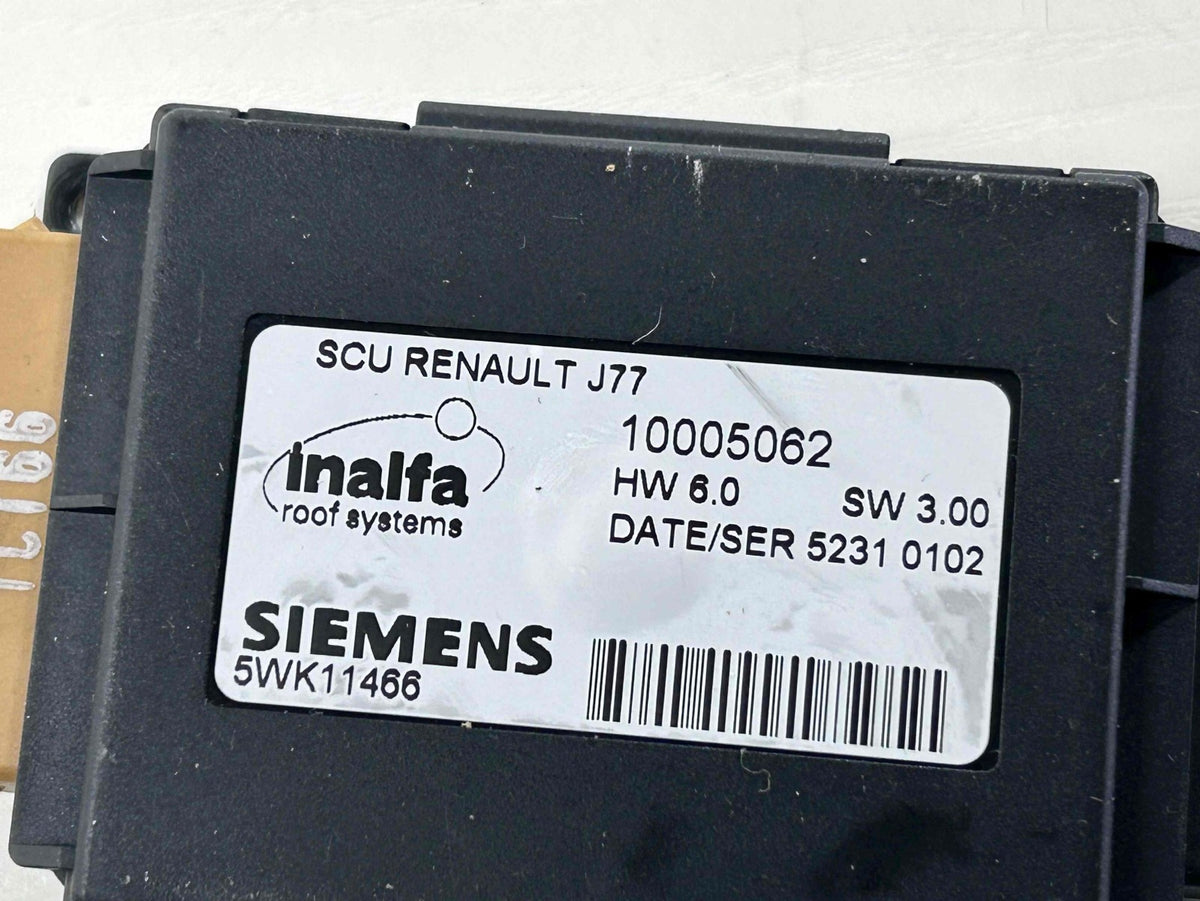 SCU RENAULT J77
inalfa
roof systems
10005062
HW 6.0 SW 3.00
DATE/SER 5231 0102
SIEMENS
5WK11466